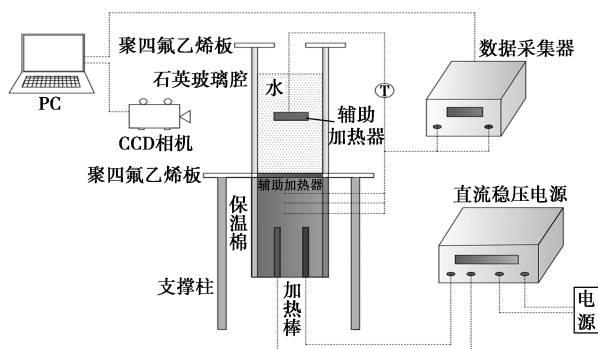 聚四氟乙烯板
数据采集器
石英玻璃腔
水
T
PC
辅助
加热器
CCD相机
聚四氟乙烯板
辅助加热器
直流稳压电源
保
温
棉
支撑柱
加
热
棒
电
源